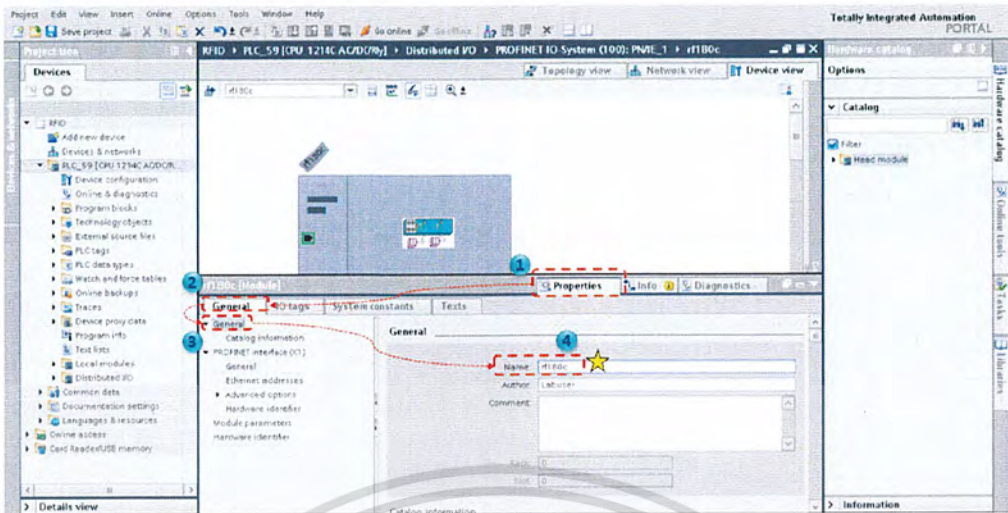 Project Edit View Insert Online Options Tools Window Help
Totally Integrated Automation
PORTAL
Save project
Go online
Go offline
Project tree
RFID ▸ PLC_59 [CPU 1214C AC/DC/Rly] ▸ Distributed I/O ▸ PROFINET IO-System (100): PN/IE_1 ▸ rf180c
Hardware catalog
Devices
Topology view
Network view
Device view
Options
rf180c
Catalog
Filter
Head module
RFID
Add new device
Devices & networks
PLC_59 [CPU 1214C AC/DC/R...
Device configuration
Online & diagnostics
Program blocks
Technology objects
External source files
PLC tags
PLC data types
Watch and force tables
Online backups
Traces
Device proxy data
Program info
Text lists
Local modules
Distributed I/O
Common data
Documentation settings
Languages & resources
Online access
Card Reader/USB memory
Details view
Devices & networks
rf180c
1
rf180c [Module]
Properties
Info
Diagnostics
2
General
IO tags
System constants
Texts
3
General
Catalog information
PROFINET interface [X1]
General
Ethernet addresses
Advanced options
Hardware identifier
Module parameters
Hardware identifier
General
4
Name: rf180c
Author: Lab user
Comment:
Rack: 0
Slot: 0
Catalog information
Hardware catalog
Online tools
Tasks
Libraries
Information